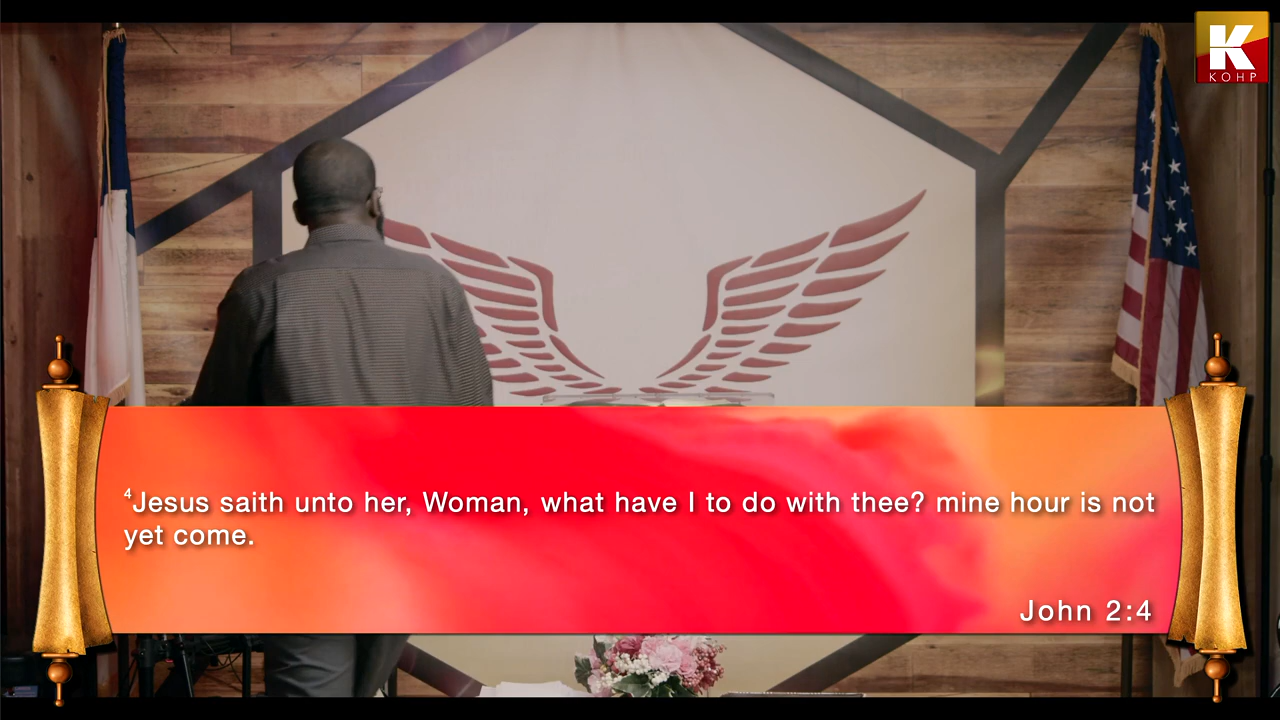 K
KOHP
⁴Jesus saith unto her, Woman, what have I to do with thee? mine hour is not
yet come.
John 2:4